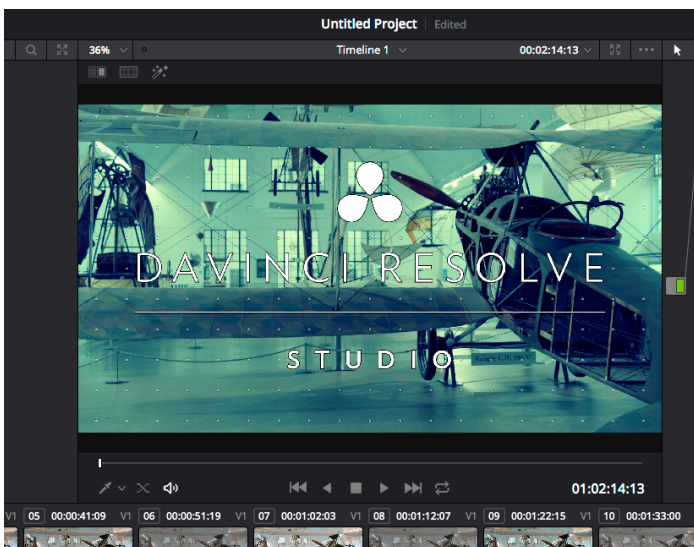 Untitled Project Edited
36% Timeline 1 00:02:14:13
DAVINCI RESOLVE
STUDIO
01:02:14:13
V1 05 00:00:41:09 V1 06 00:00:51:19 V1 07 00:01:02:03 V1 08 00:01:12:07 V1 09 00:01:22:15 V1 10 00:01:33:00